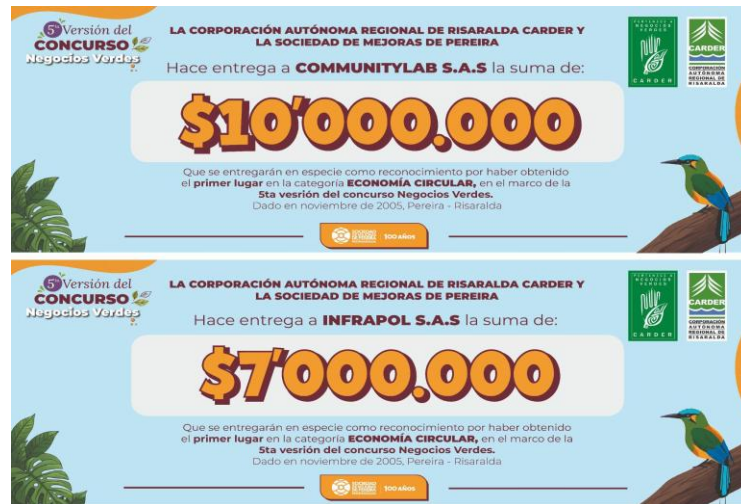 5ta Versión del
CONCURSO
Negocios Verdes
LA CORPORACIÓN AUTÓNOMA REGIONAL DE RISARALDA CARDER Y
LA SOCIEDAD DE MEJORAS DE PEREIRA
Hace entrega a COMMUNITYLAB S.A.S la suma de:
$10'000.000
Que se entregarán en especie como reconocimiento por haber obtenido
el primer lugar en la categoría ECONOMÍA CIRCULAR, en el marco de la
5ta vesrión del concurso Negocios Verdes.
Dado en noviembre de 2005, Pereira - Risaralda
100 AÑOS
NEGOCIOS
VERDES
CARDER
CARDER
CORPORACIÓN
AUTÓNOMA
REGIONAL DE
RISARALDA
5ta Versión del
CONCURSO
Negocios Verdes
LA CORPORACIÓN AUTÓNOMA REGIONAL DE RISARALDA CARDER Y
LA SOCIEDAD DE MEJORAS DE PEREIRA
Hace entrega a INFRAPOL S.A.S la suma de:
$7'000.000
Que se entregarán en especie como reconocimiento por haber obtenido
el primer lugar en la categoría ECONOMÍA CIRCULAR, en el marco de la
5ta vesrión del concurso Negocios Verdes.
Dado en noviembre de 2005, Pereira - Risaralda
100 AÑOS
NEGOCIOS
VERDES
CARDER
CARDER
CORPORACIÓN
AUTÓNOMA
REGIONAL DE
RISARALDA